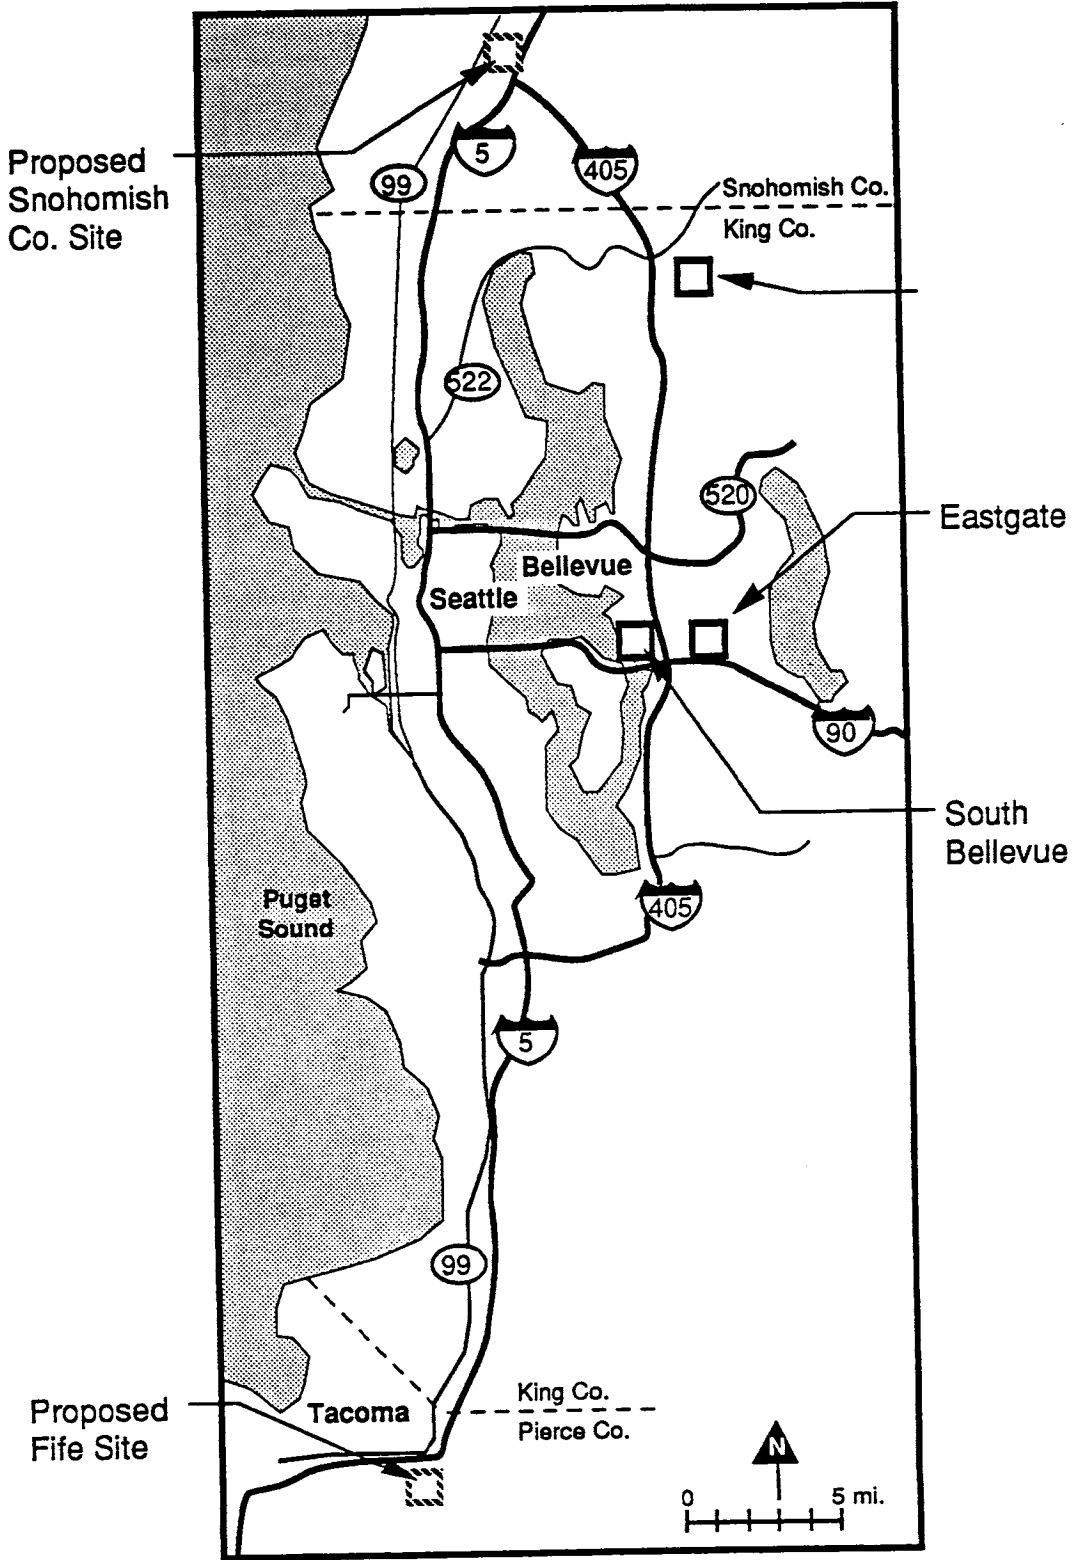 Proposed
Snohomish
Co. Site
5
405
99
Snohomish Co.
King Co.
522
520
Eastgate
Bellevue
Seattle
90
South
Bellevue
Puget
Sound
405
5
99
King Co.
Pierce Co.
Proposed
Fife Site
Tacoma
N
0 5 mi.